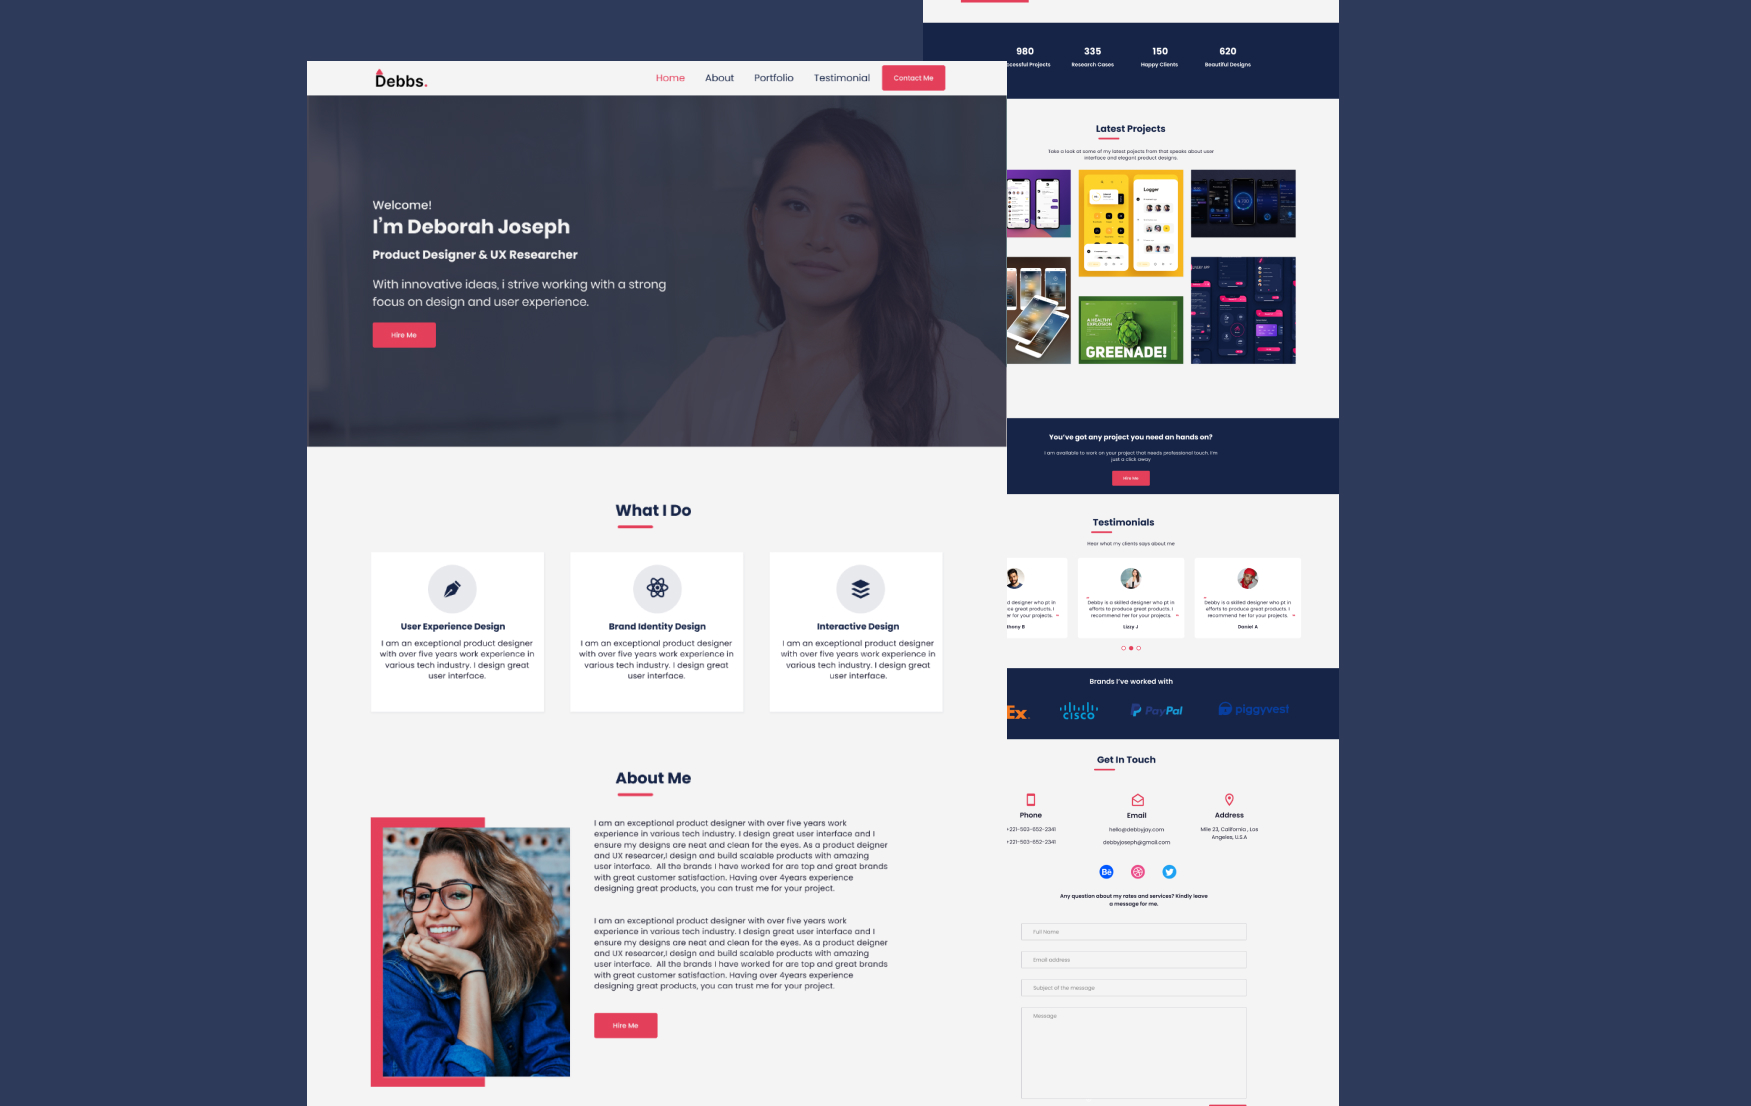 Debbs.
Home
About
Portfolio
Testimonial
Contact Me
Welcome!
I'm Deborah Joseph
Product Designer & UX Researcher
With innovative ideas, i strive working with a strong
focus on design and user experience.
Hire Me
What I Do
User Experience Design
I am an exceptional product designer
with over five years work experience in
various tech industry. I design great
user interface.
Brand Identity Design
I am an exceptional product designer
with over five years work experience in
various tech industry. I design great
user interface.
Interactive Design
I am an exceptional product designer
with over five years work experience in
various tech industry. I design great
user interface.
About Me
I am an exceptional product designer with over five years work
experience in various tech industry. I design great user interface and I
ensure my designs are neat and clean for the eyes. As a product deigner
and UX researcer,I design and build scalable products with amazing
user interface.  All the brands I have worked for are top and great brands
with great customer satisfaction. Having over 4years experience
designing great products, you can trust me for your project.
I am an exceptional product designer with over five years work
experience in various tech industry. I design great user interface and I
ensure my designs are neat and clean for the eyes. As a product deigner
and UX researcer,I design and build scalable products with amazing
user interface.  All the brands I have worked for are top and great brands
with great customer satisfaction. Having over 4years experience
designing great products, you can trust me for your project.
Hire Me
980
ccessful Projects
335
Research Cases
150
Happy Clients
620
Beautiful Designs
Latest Projects
Take a look at some of my latest pojects from that speaks about user
interface and elegant product designs.
Logger
A HEALTHY
EXPLOSION
GREENADE!
You've got any project you need an hands on?
I am available to work on your project that needs professional touch. I'm
just a click away
Hire Me
Testimonials
Hear what my clients says about me
d designer who pt in
ce great products, I
er for your projects.
thony B
Debby is a skilled designer who pt in
efforts to produce great products, I
recommend her for your projects.
Lizzy J
Debby is a skilled designer who pt in
efforts to produce great products, I
recommend her for your projects.
Daniel A
Brands I've worked with
Ex.
CISCO
PayPal
piggyvest
Get In Touch
Phone
+221-503-652-2341
+221-503-652-2341
Email
hello@debbyjoy.com
debbyjoseph@gmail.com
Address
Mile 23, California , Los
Angeles, U.S.A
Bē
Any question about my rates and services? Kindly leave
a message for me.
Full Name
Email address
Subject of the message
Message